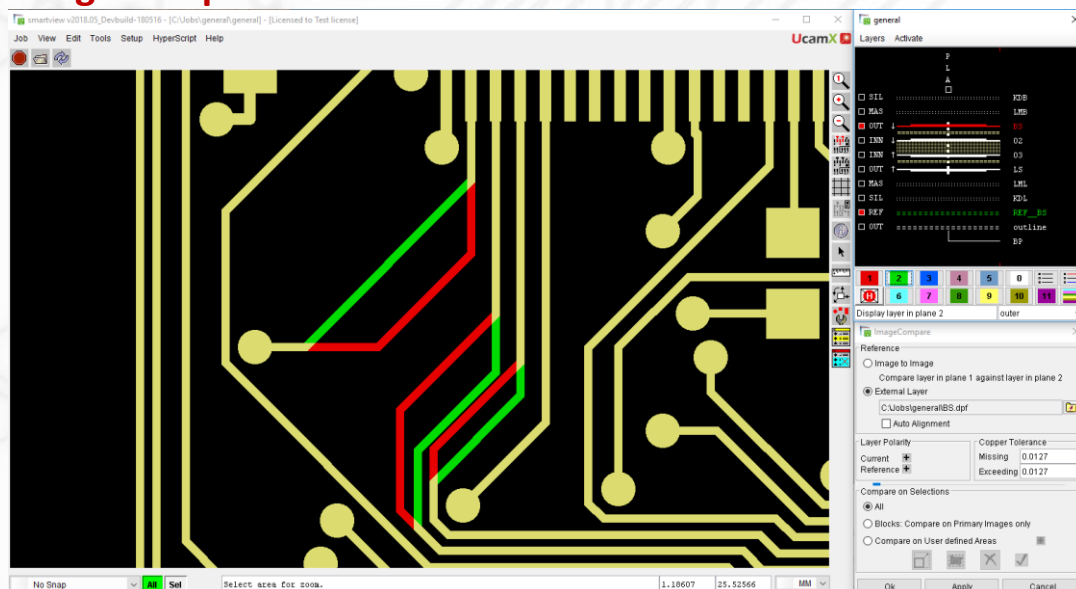 smartview v2018.05_Devbuild-180516 - [C:\Jobs\general\general] - [Licensed to Test license]
Job View Edit Tools Setup HyperScript Help
UcamX
general
Layers Activate
P
L
A
SIL KDB
MAS LMB
OUT ↓ BS
INN ↓ 02
INN ↑ 03
OUT ↑ LS
MAS LML
SIL KDL
REF REF__BS
OUT outline
BP
1 2 3 4 5 0
6 7 8 9 10 11
Display layer in plane 2 outer
ImageCompare
Reference
Image to Image
Compare layer in plane 1 against layer in plane 2
External Layer
C:\Jobs\general\BS.dpf
Auto Alignment
Layer Polarity
Current
Reference
Copper Tolerance
Missing 0.0127
Exceeding 0.0127
Compare on Selections
All
Blocks: Compare on Primary Images only
Compare on User defined Areas
Ok Apply Cancel
No Snap All Sel Select area for zoom. 1.18607 25.52566 MM